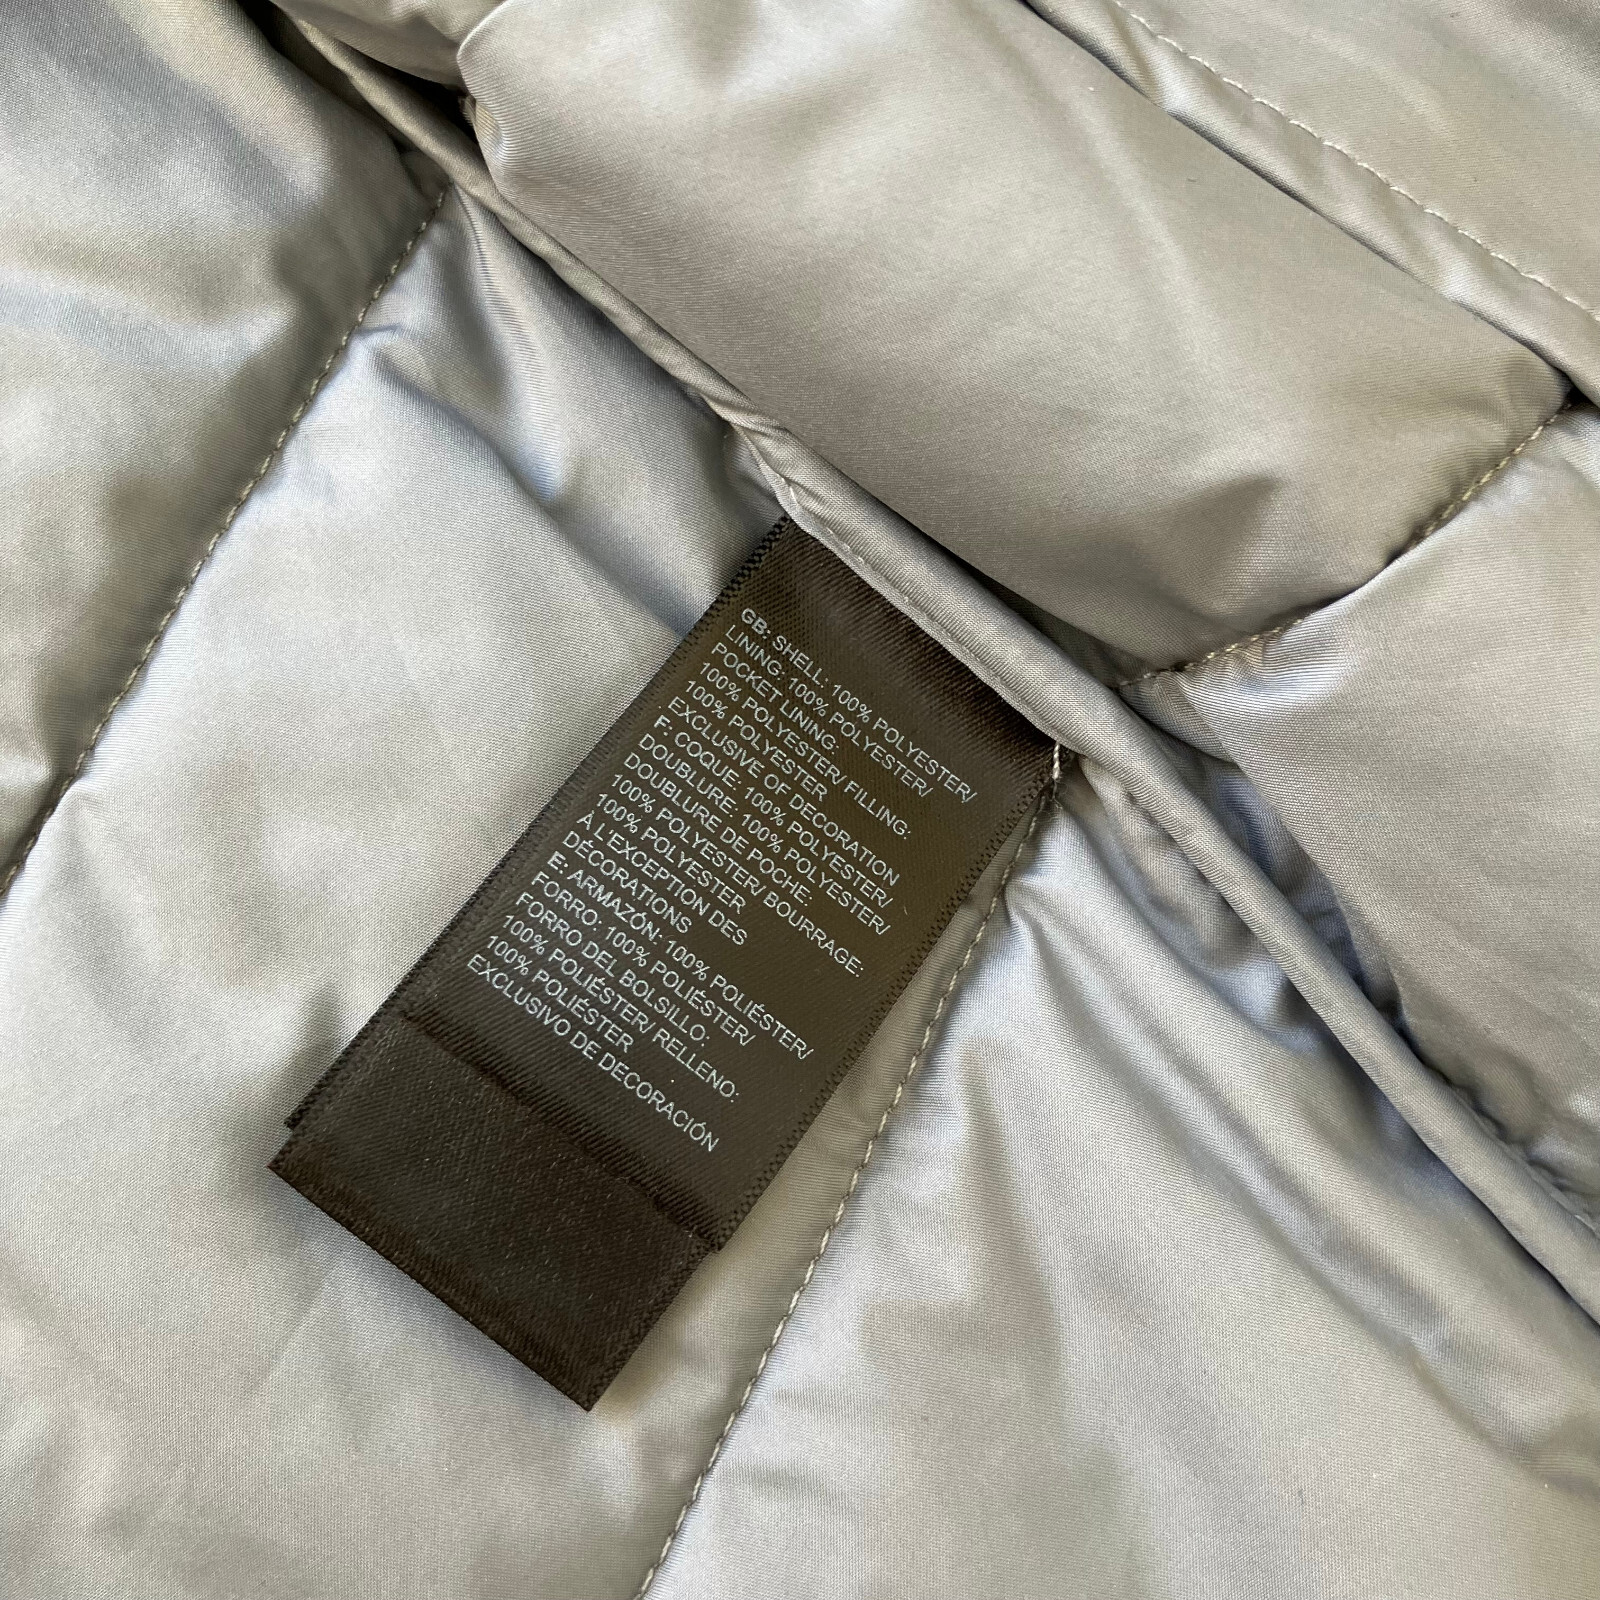 GB: SHELL: 100% POLYESTER/
LINING: 100% POLYESTER/
POCKET LINING:
100% POLYESTER/ FILLING:
100% POLYESTER
EXCLUSIVE OF DECORATION
F: COQUE: 100% POLYESTER/
DOUBLURE: 100% POLYESTER/
DOUBLURE DE POCHE:
100% POLYESTER/ BOURRAGE:
100% POLYESTER
À L'EXCEPTION DES
DÉCORATIONS
E: ARMAZÓN: 100% POLIÉSTER/
FORRO: 100% POLIÉSTER/
FORRO DEL BOLSILLO:
100% POLIÉSTER/ RELLENO:
100% POLIÉSTER
EXCLUSIVO DE DECORACIÓN